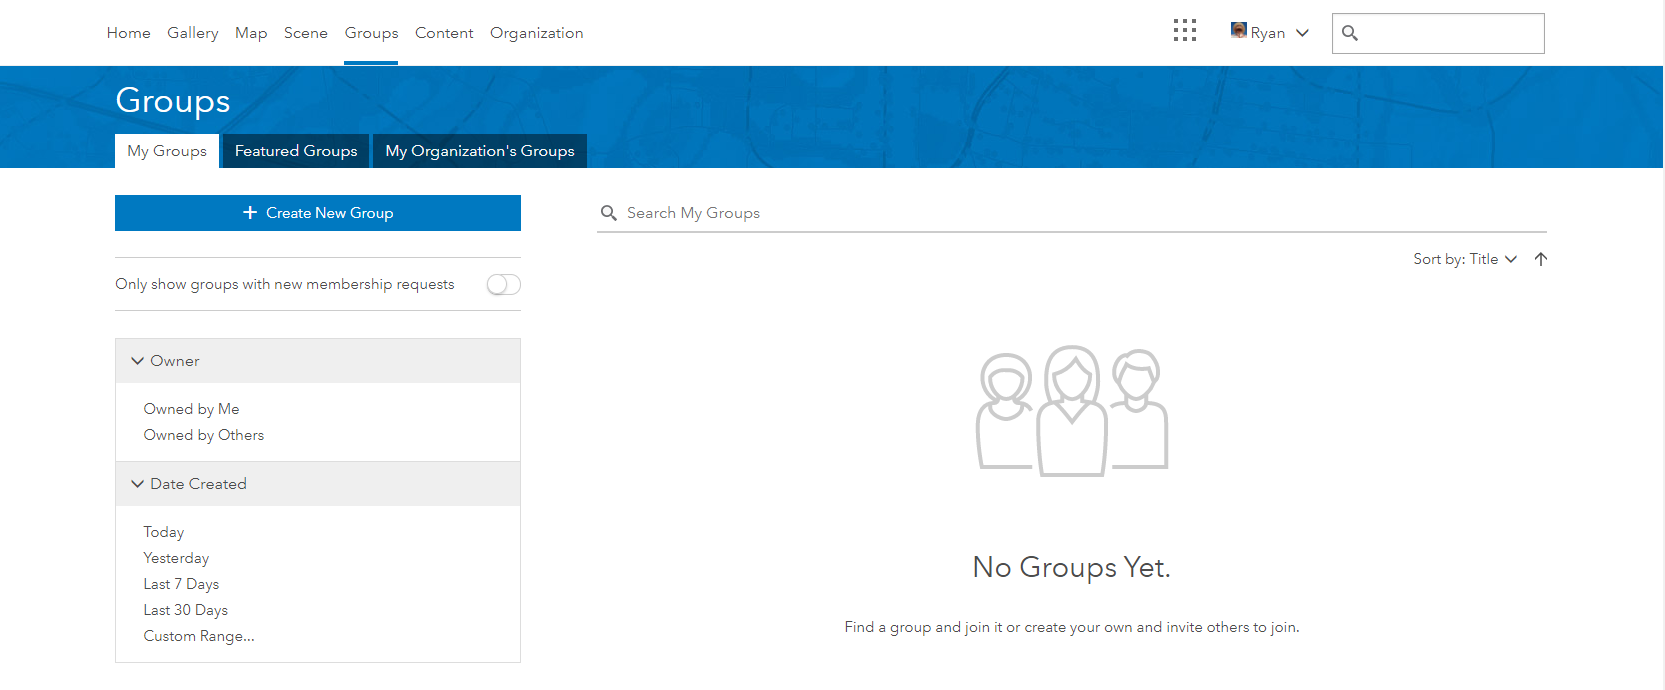 Home Gallery Map Scene Groups Content Organization Ryan
Groups
My Groups Featured Groups My Organization's Groups
+ Create New Group
Only show groups with new membership requests
Owner
Owned by Me
Owned by Others
Date Created
Today
Yesterday
Last 7 Days
Last 30 Days
Custom Range...
Search My Groups
Sort by: Title
No Groups Yet.
Find a group and join it or create your own and invite others to join.